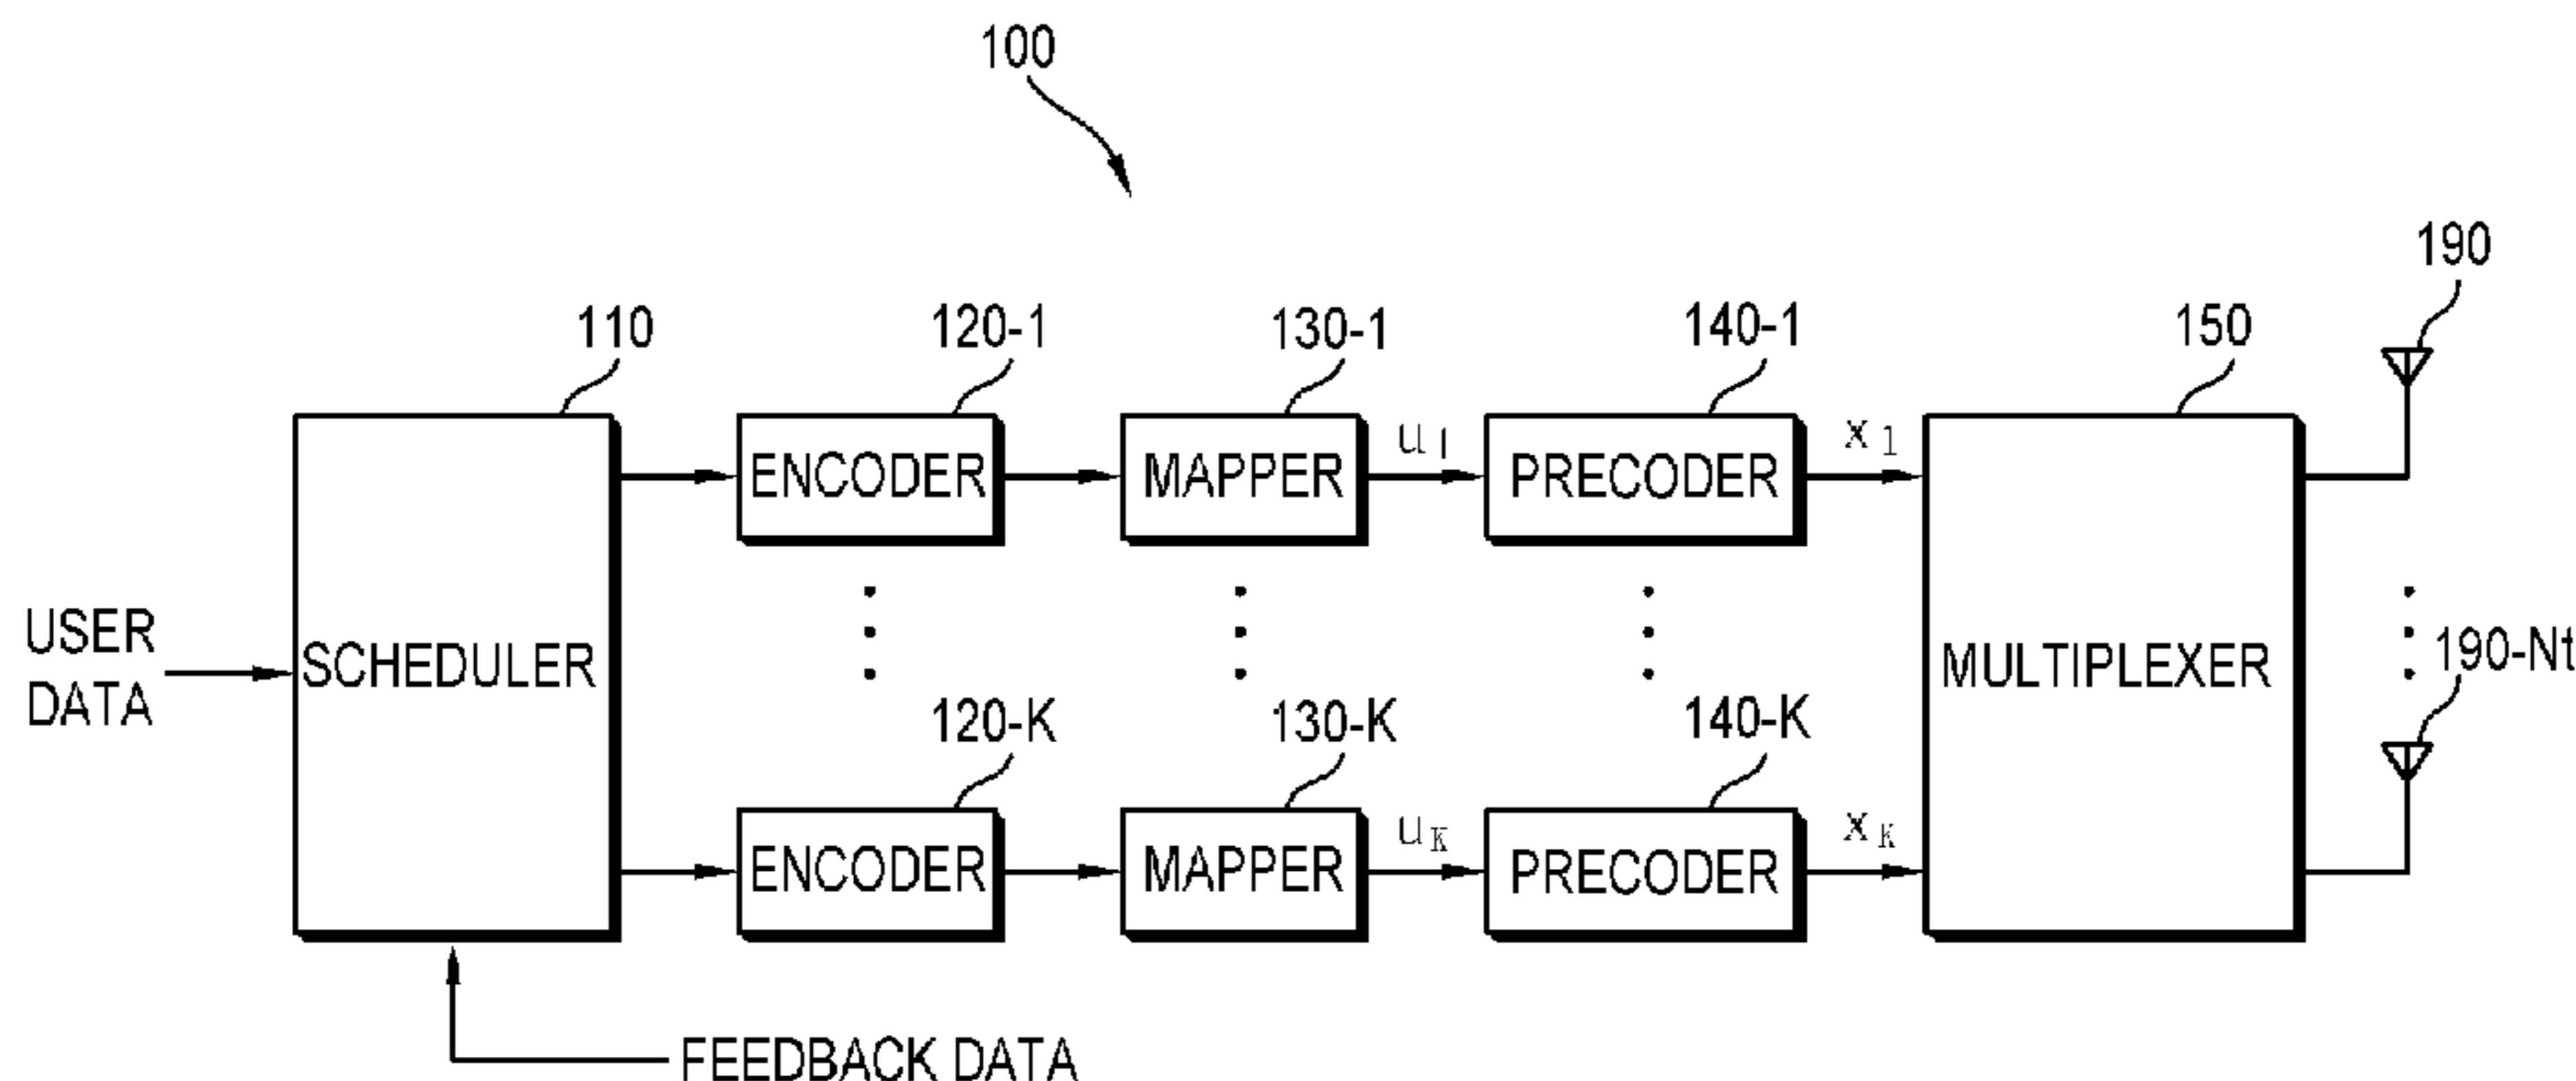 100
190
110
120-1
130-1
140-1
150
u1
x1
ENCODER
MAPPER
PRECODER
USER
DATA
SCHEDULER
MULTIPLEXER
190-Nt
120-K
130-K
140-K
uK
xK
ENCODER
MAPPER
PRECODER
FEEDBACK DATA